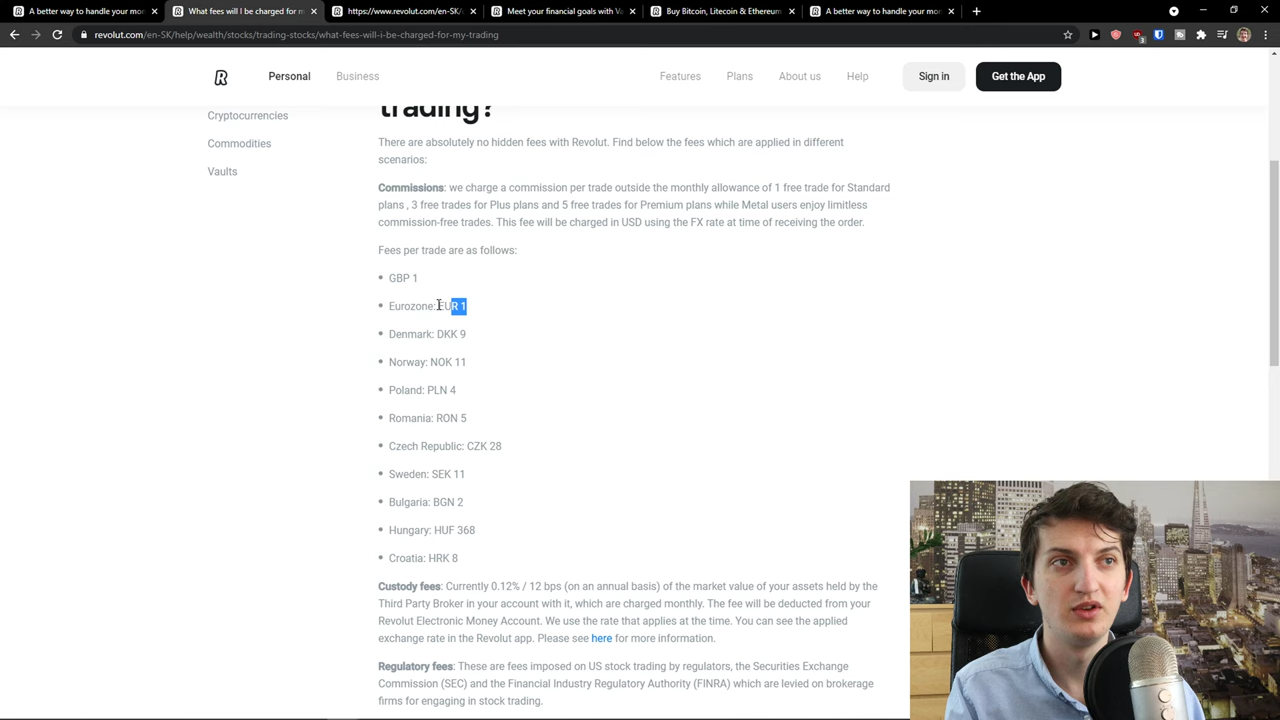 A better way to handle your mo
What fees will I be charged for m
https://www.revolut.com/en-SK/
Meet your financial goals with Va
Buy Bitcoin, Litecoin & Ethereum
A better way to handle your mo
revolut.com/en-SK/help/wealth/stocks/trading-stocks/what-fees-will-i-be-charged-for-my-trading
R
Personal
Business
Features
Plans
About us
Help
Sign in
Get the App
Cryptocurrencies
Commodities
Vaults
trading?
There are absolutely no hidden fees with Revolut. Find below the fees which are applied in different
scenarios:
Commissions: we charge a commission per trade outside the monthly allowance of 1 free trade for Standard
plans , 3 free trades for Plus plans and 5 free trades for Premium plans while Metal users enjoy limitless
commission-free trades. This fee will be charged in USD using the FX rate at time of receiving the order.
Fees per trade are as follows:
• GBP 1
• Eurozone: EUR 1
• Denmark: DKK 9
• Norway: NOK 11
• Poland: PLN 4
• Romania: RON 5
• Czech Republic: CZK 28
• Sweden: SEK 11
• Bulgaria: BGN 2
• Hungary: HUF 368
• Croatia: HRK 8
Custody fees: Currently 0.12% / 12 bps (on an annual basis) of the market value of your assets held by the
Third Party Broker in your account with it, which are charged monthly. The fee will be deducted from your
Revolut Electronic Money Account. We use the rate that applies at the time. You can see the applied
exchange rate in the Revolut app. Please see here for more information.
Regulatory fees: These are fees imposed on US stock trading by regulators, the Securities Exchange
Commission (SEC) and the Financial Industry Regulatory Authority (FINRA) which are levied on brokerage
firms for engaging in stock trading.